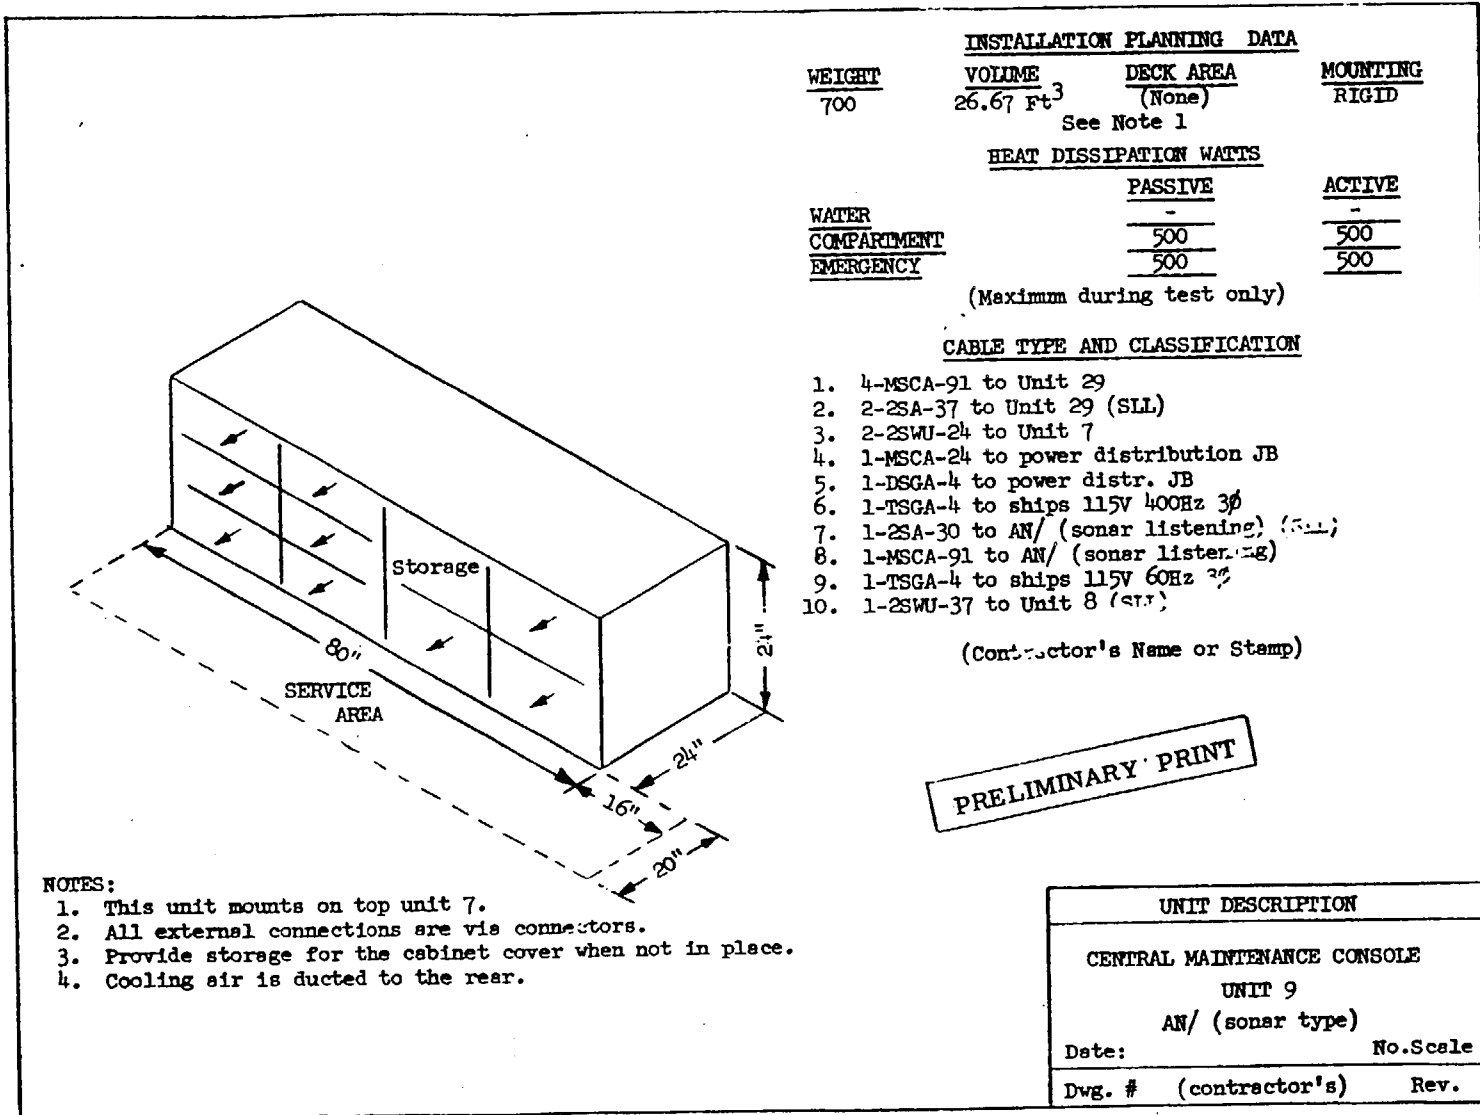 INSTALLATION PLANNING DATA
WEIGHT VOLUME DECK AREA MOUNTING
700 26.67 Ft3 (None) RIGID
See Note 1
HEAT DISSIPATION WATTS
PASSIVE ACTIVE
WATER - -
COMPARTMENT 500 500
EMERGENCY 500 500
(Maximum during test only)
CABLE TYPE AND CLASSIFICATION
1. 4-MSCA-91 to Unit 29
2. 2-2SA-37 to Unit 29 (SLL)
3. 2-2SWU-24 to Unit 7
4. 1-MSCA-24 to power distribution JB
5. 1-DSGA-4 to power distr. JB
6. 1-TSGA-4 to ships 115V 400Hz 3Ø
7. 1-2SA-30 to AN/ (sonar listening) (SLL)
8. 1-MSCA-91 to AN/ (sonar listening)
9. 1-TSGA-4 to ships 115V 60Hz 3Ø
10. 1-2SWU-37 to Unit 8 (SLL)
(Contractor's Name or Stamp)
Storage
80"
SERVICE
AREA
24"
24"
16"
20"
PRELIMINARY PRINT
NOTES:
1. This unit mounts on top unit 7.
2. All external connections are via connectors.
3. Provide storage for the cabinet cover when not in place.
4. Cooling air is ducted to the rear.
UNIT DESCRIPTION
CENTRAL MAINTENANCE CONSOLE
UNIT 9
AN/ (sonar type)
Date: No.Scale
Dwg. # (contractor's) Rev.